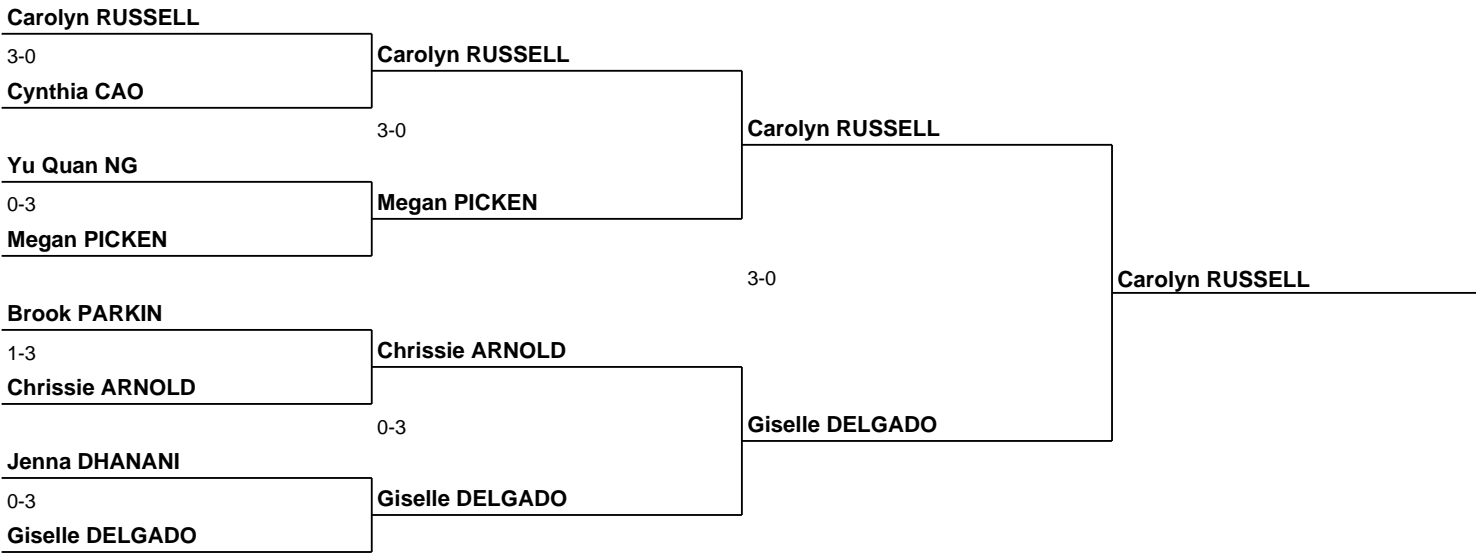 Carolyn RUSSELL
3-0
Carolyn RUSSELL
Cynthia CAO
3-0
Carolyn RUSSELL
Yu Quan NG
0-3
Megan PICKEN
Megan PICKEN
3-0
Carolyn RUSSELL
Brook PARKIN
1-3
Chrissie ARNOLD
Chrissie ARNOLD
0-3
Giselle DELGADO
Jenna DHANANI
0-3
Giselle DELGADO
Giselle DELGADO